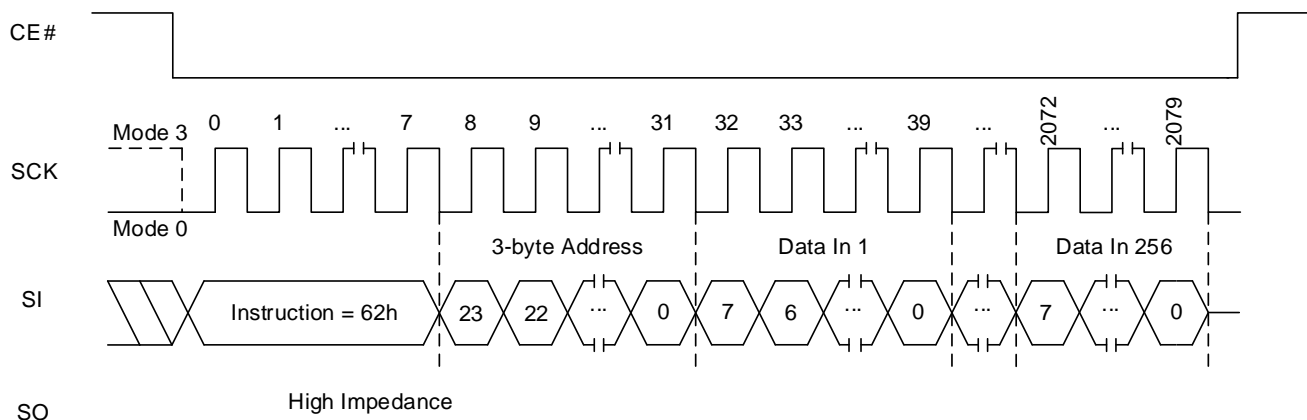 CE#
Mode 3
0 1 ... 7 8 9 ... 31 32 33 ... 39 ... 2072 ... 2079
SCK
Mode 0
3-byte Address Data In 1 Data In 256
SI
Instruction = 62h 23 22 ... 0 7 6 ... 0 ... 7 ... 0
High Impedance
SO